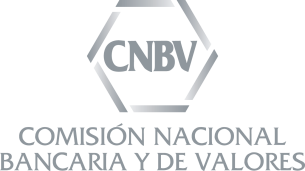 CNBV
COMISIÓN NACIONAL
BANCARIA Y DE VALORES